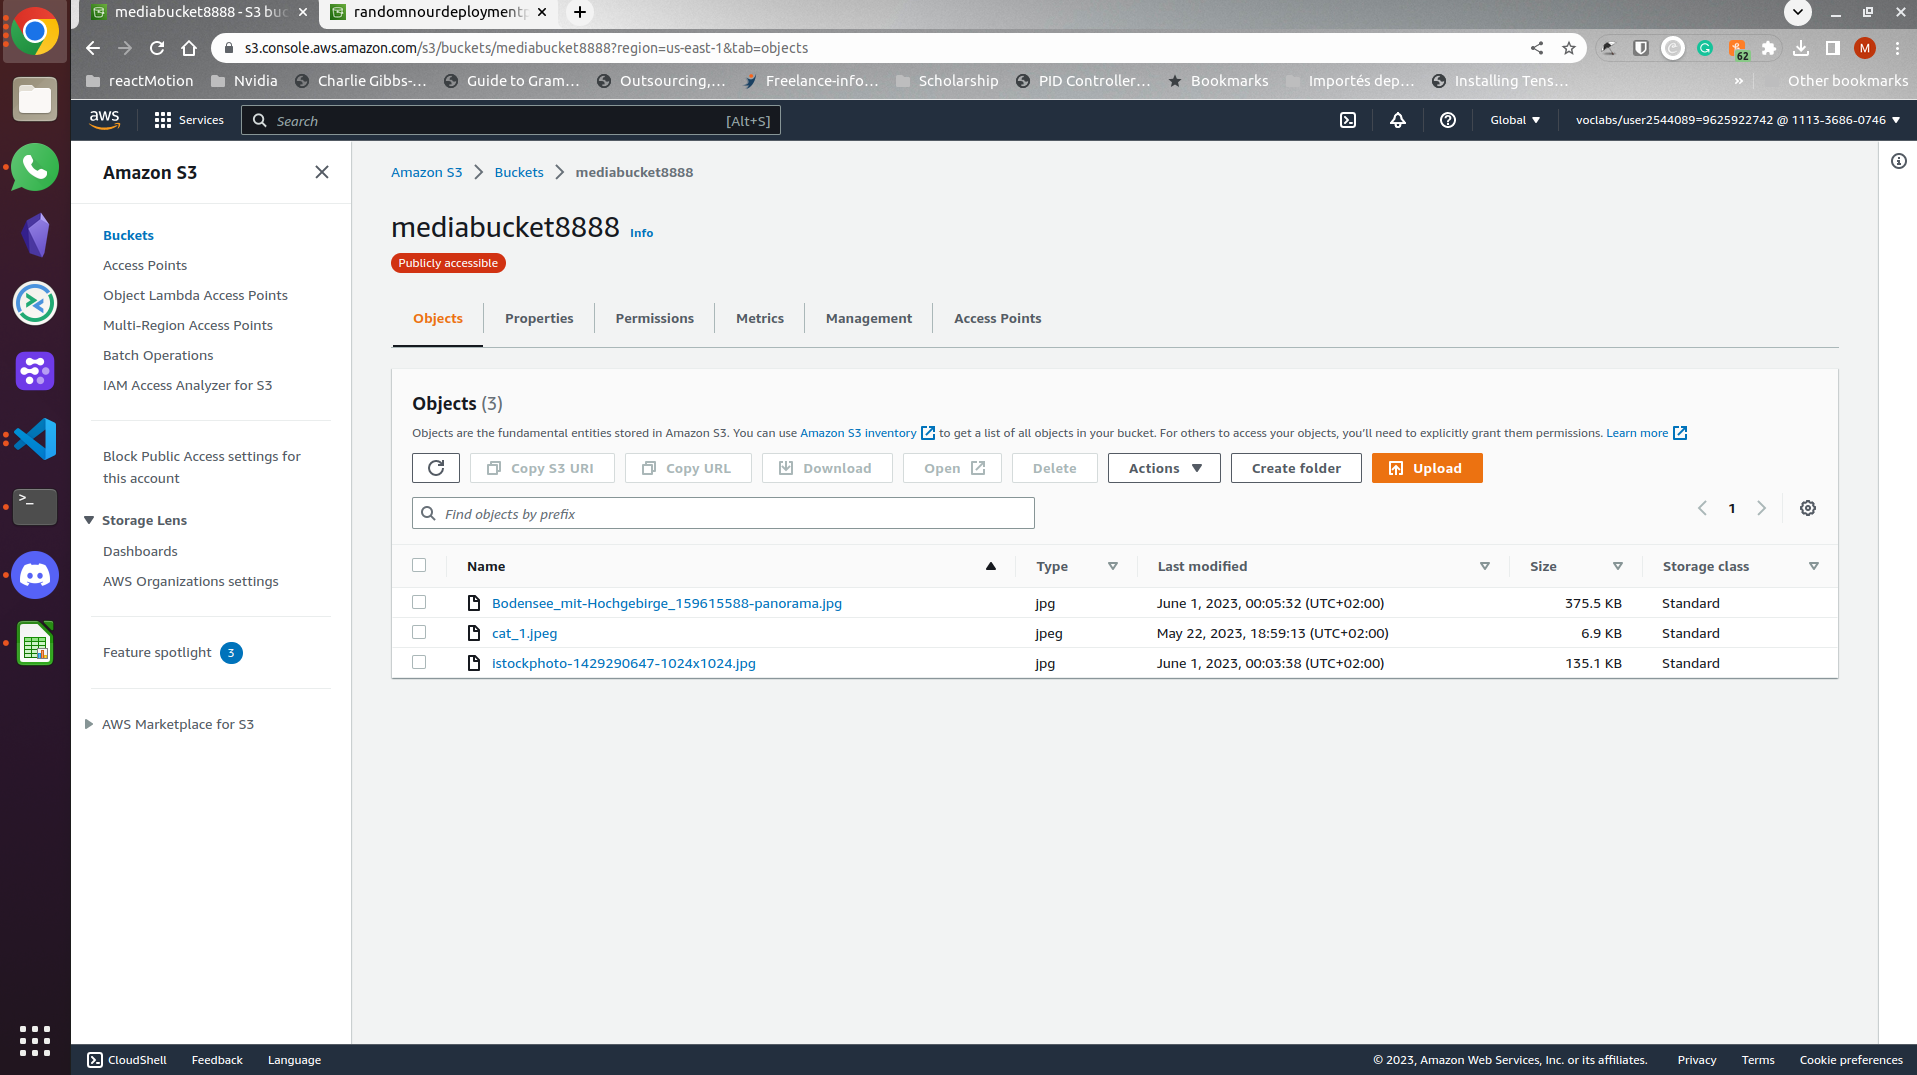 mediabucket8888 - S3 buc
randomnourdeployment
s3.console.aws.amazon.com/s3/buckets/mediabucket8888?region=us-east-1&tab=objects
62
M
reactMotion
Nvidia
Charlie Gibbs-...
Guide to Gram...
Outsourcing,...
Freelance-info...
Scholarship
PID Controller...
Bookmarks
Importés dep...
Installing Tens...
»
Other bookmarks
aws
Services
Search
[Alt+S]
Global
voclabs/user2544089=9625922742 @ 1113-3686-0746
Amazon S3
Buckets
Access Points
Object Lambda Access Points
Multi-Region Access Points
Batch Operations
IAM Access Analyzer for S3
Block Public Access settings for
this account
Storage Lens
Dashboards
AWS Organizations settings
Feature spotlight 3
AWS Marketplace for S3
Amazon S3 > Buckets > mediabucket8888
mediabucket8888 Info
Publicly accessible
Objects
Properties
Permissions
Metrics
Management
Access Points
Objects (3)
Objects are the fundamental entities stored in Amazon S3. You can use Amazon S3 inventory to get a list of all objects in your bucket. For others to access your objects, you'll need to explicitly grant them permissions. Learn more
Copy S3 URI
Copy URL
Download
Open
Delete
Actions
Create folder
Upload
Find objects by prefix
1
Name Type Last modified Size Storage class
Bodensee_mit-Hochgebirge_159615588-panorama.jpg jpg June 1, 2023, 00:05:32 (UTC+02:00) 375.5 KB Standard
cat_1.jpeg jpeg May 22, 2023, 18:59:13 (UTC+02:00) 6.9 KB Standard
istockphoto-1429290647-1024x1024.jpg jpg June 1, 2023, 00:03:38 (UTC+02:00) 135.1 KB Standard
CloudShell
Feedback
Language
© 2023, Amazon Web Services, Inc. or its affiliates.
Privacy
Terms
Cookie preferences